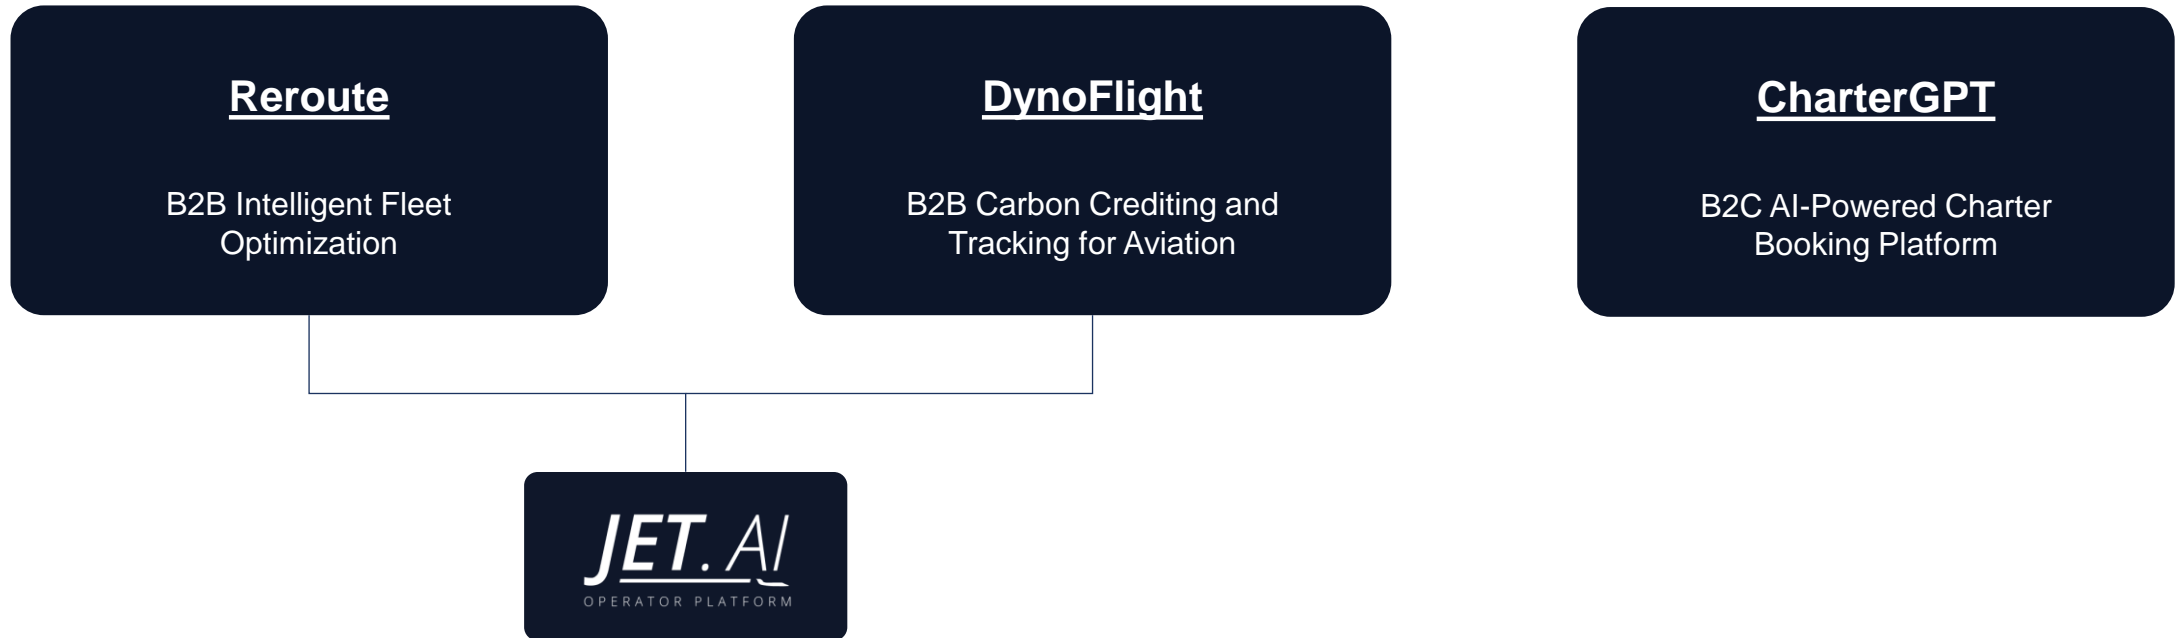 Reroute
B2B Intelligent Fleet
Optimization
DynoFlight
B2B Carbon Crediting and
Tracking for Aviation
CharterGPT
B2C AI-Powered Charter
Booking Platform
JET. AI
OPERATOR PLATFORM